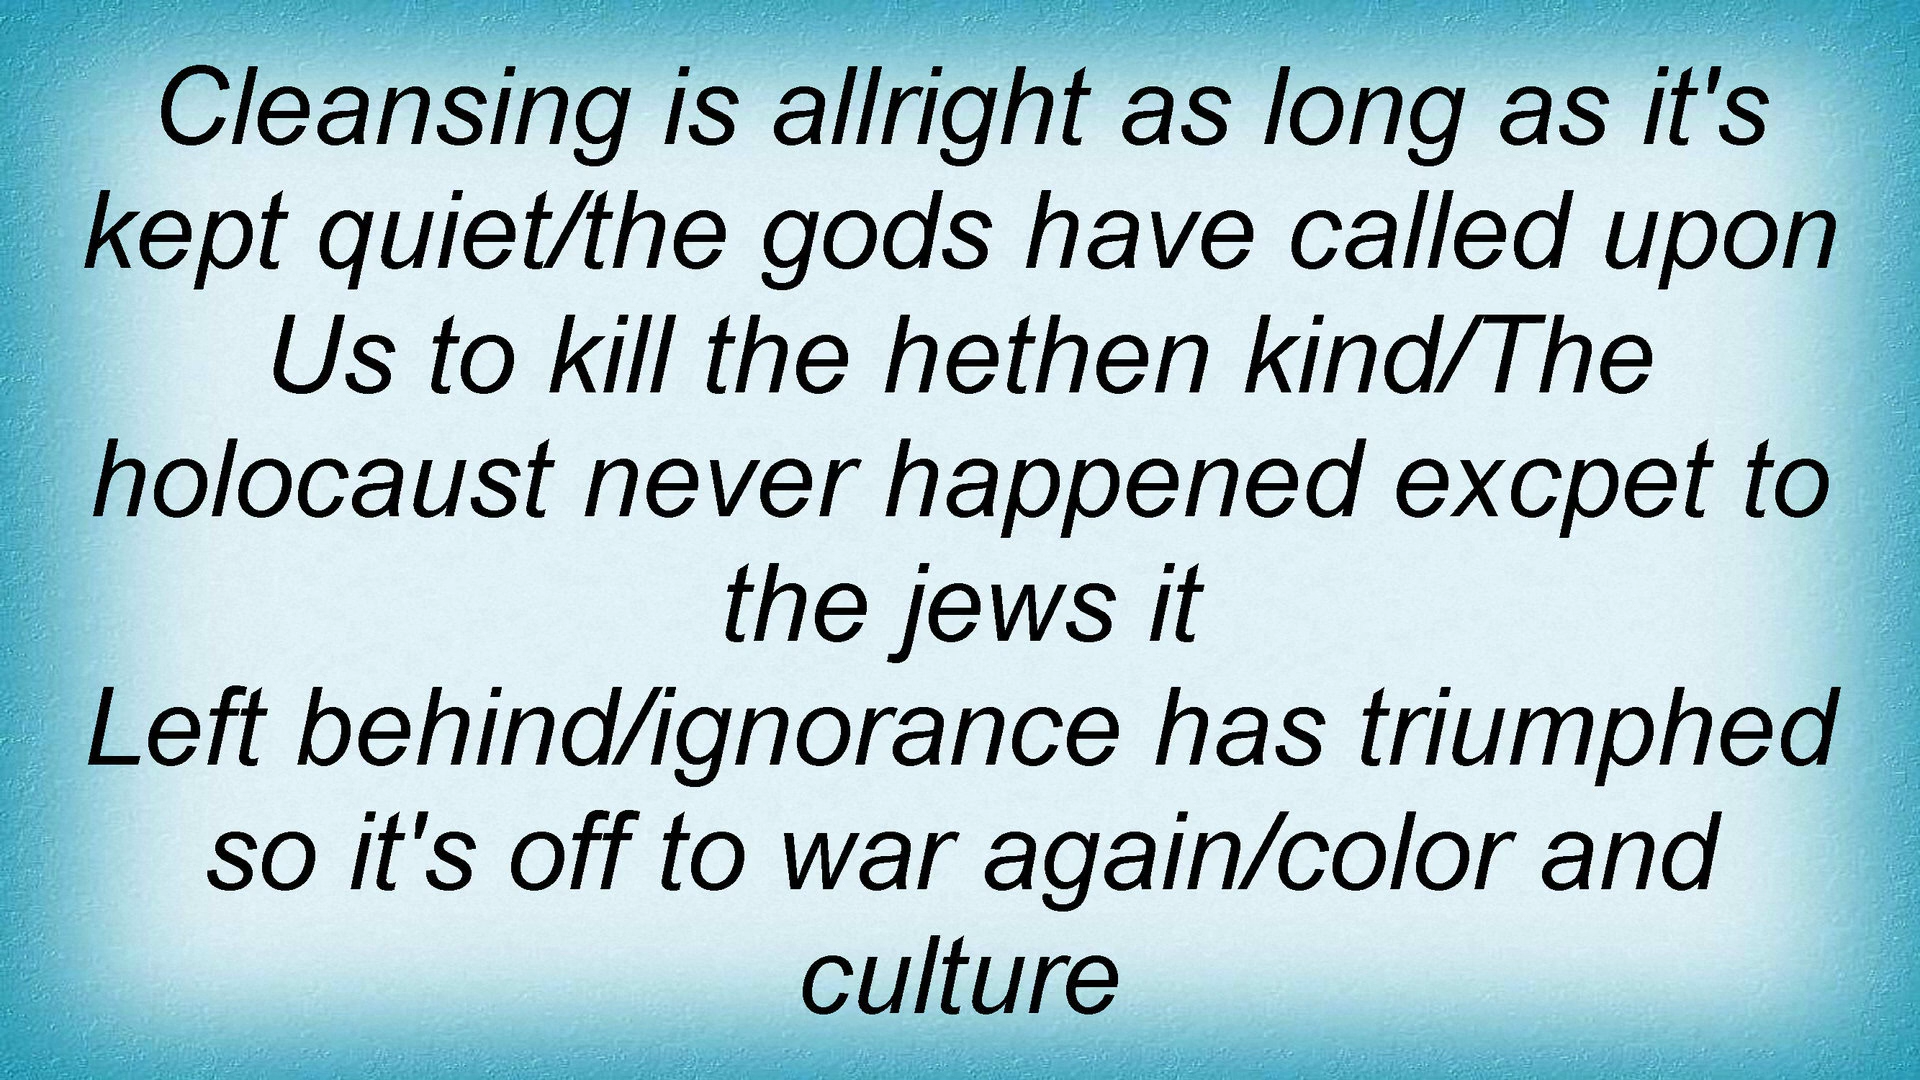 Cleansing is allright as long as it's
kept quiet/the gods have called upon
Us to kill the hethen kind/The
holocaust never happened excpet to
the jews it
Left behind/ignorance has triumphed
so it's off to war again/color and
culture